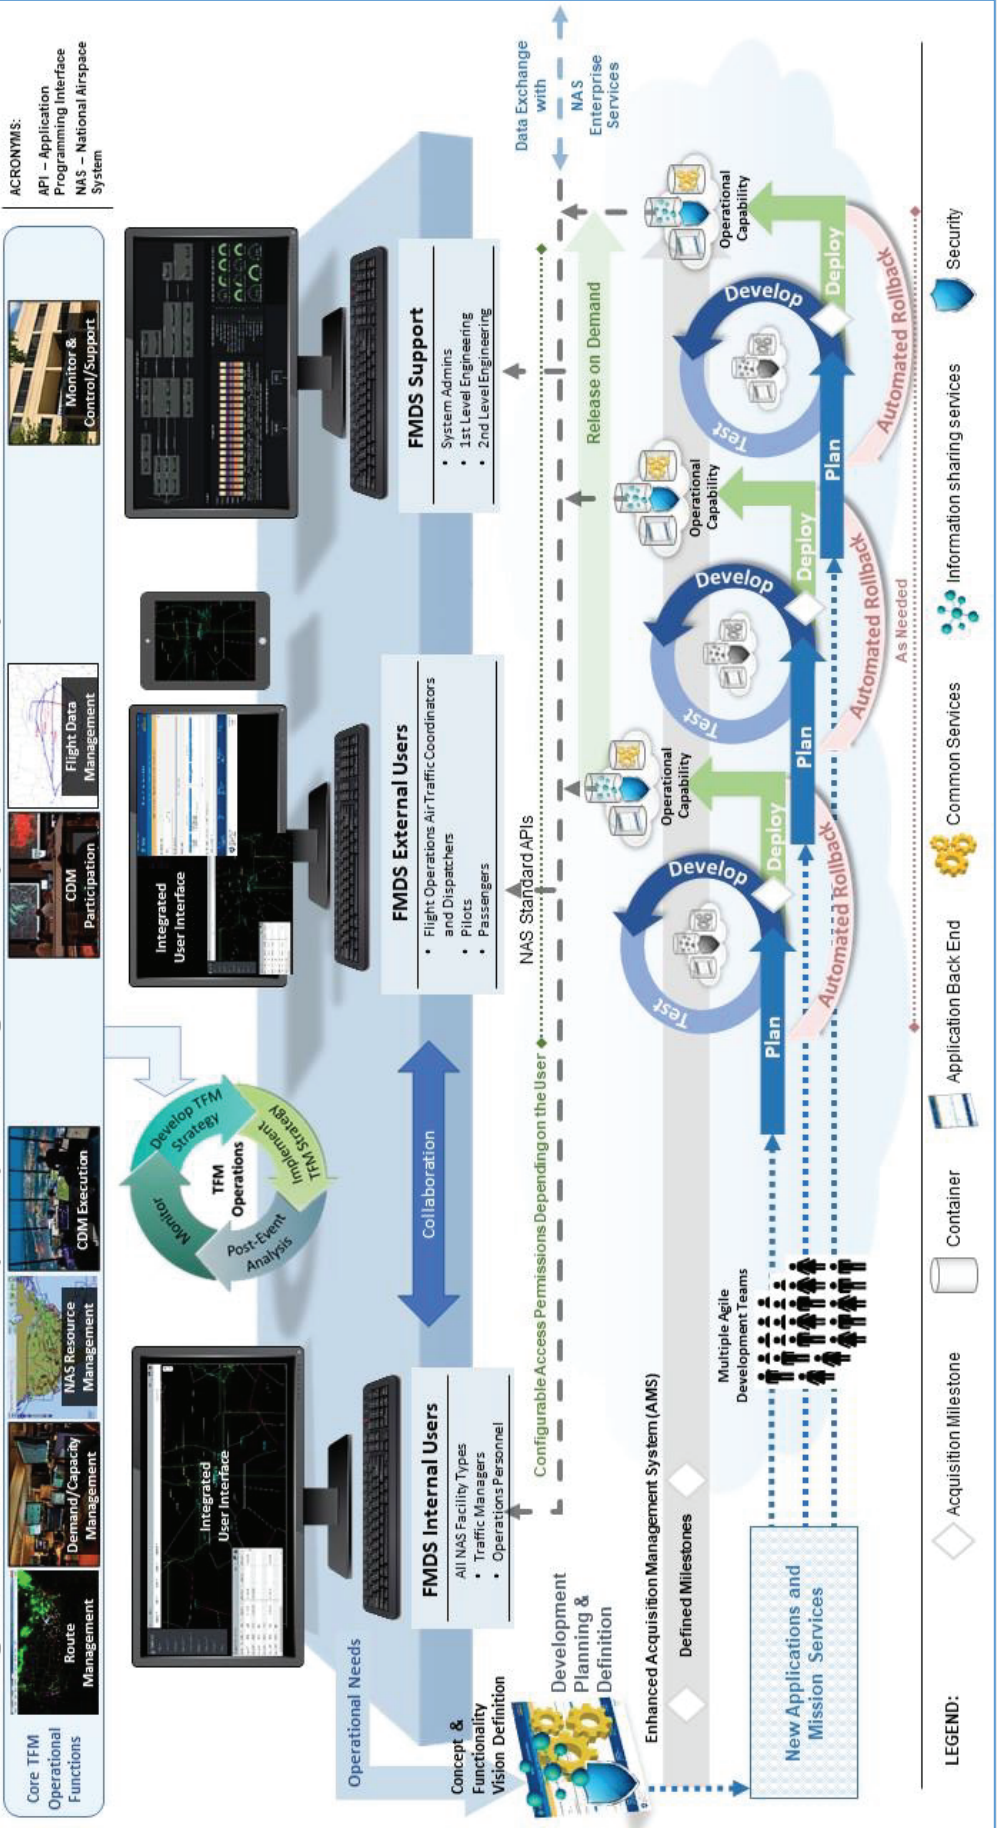 Core TFM
Operational
Functions
Route
Management
Demand/Capacity
Management
NAS Resource
Management
CDM Execution
CDM
Participation
Flight Data
Management
Monitor &
Control/Support
ACRONYMS:
API – Application
Programming Interface
NAS – National Airspace
System
Integrated
User Interface
Develop TFM
Strategy
Implement
TFM Strategy
Post-Event
Analysis
Monitor
TFM
Operations
Integrated
User Interface
Operational Needs
FMDS Internal Users
All NAS Facility Types
• Traffic Managers
• Operations Personnel
Collaboration
FMDS External Users
• Flight Operations Air Traffic Coordinators
and Dispatchers
• Pilots
• Passengers
FMDS Support
• System Admins
• 1st Level Engineering
• 2nd Level Engineering
Concept &
Functionality
Vision Definition
Development
Planning &
Definition
Configurable Access Permissions Depending on the User
NAS Standard APIs
Data Exchange
with
NAS
Enterprise
Services
Release on Demand
Enhanced Acquisition Management System (AMS)
Defined Milestones
New Applications and
Mission Services
Multiple Agile
Development Teams
Plan
Test
Develop
Deploy
Operational
Capability
Automated Rollback
Plan
Test
Develop
Deploy
Operational
Capability
Automated Rollback
Plan
Test
Develop
Deploy
Operational
Capability
Automated Rollback
As Needed
LEGEND:
Acquisition Milestone
Container
Application Back End
Common Services
Information sharing services
Security